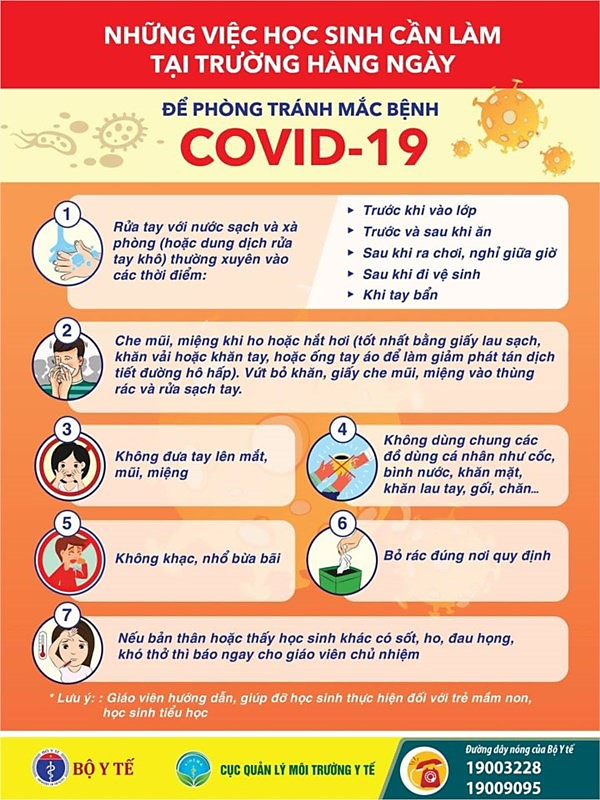 NHỮNG VIỆC HỌC SINH CẦN LÀM
TẠI TRƯỜNG HÀNG NGÀY
ĐỂ PHÒNG TRÁNH MẮC BỆNH
COVID-19
1
Rửa tay với nước sạch và xà
phòng (hoặc dung dịch rửa
tay khô) thường xuyên vào
các thời điểm:
Trước khi vào lớp
Trước và sau khi ăn
Sau khi ra chơi, nghỉ giữa giờ
Sau khi đi vệ sinh
Khi tay bẩn
2
Che mũi, miệng khi ho hoặc hắt hơi (tốt nhất bằng giấy lau sạch,
khăn vải hoặc khăn tay, hoặc ống tay áo để làm giảm phát tán dịch
tiết đường hô hấp). Vứt bỏ khăn, giấy che mũi, miệng vào thùng
rác và rửa sạch tay.
3
Không đưa tay lên mắt,
mũi, miệng
4
Không dùng chung các
đồ dùng cá nhân như cốc,
bình nước, khăn mặt,
khăn lau tay, gối, chăn...
5
Không khạc, nhổ bừa bãi
6
Bỏ rác đúng nơi quy định
7
Nếu bản thân hoặc thấy học sinh khác có sốt, ho, đau họng,
khó thở thì báo ngay cho giáo viên chủ nhiệm
* Lưu ý: : Giáo viên hướng dẫn, giúp đỡ học sinh thực hiện đối với trẻ mầm non,
học sinh tiểu học
BỘ Y TẾ
CỤC QUẢN LÝ MÔI TRƯỜNG Y TẾ
Đường dây nóng của Bộ Y tế
19003228
19009095